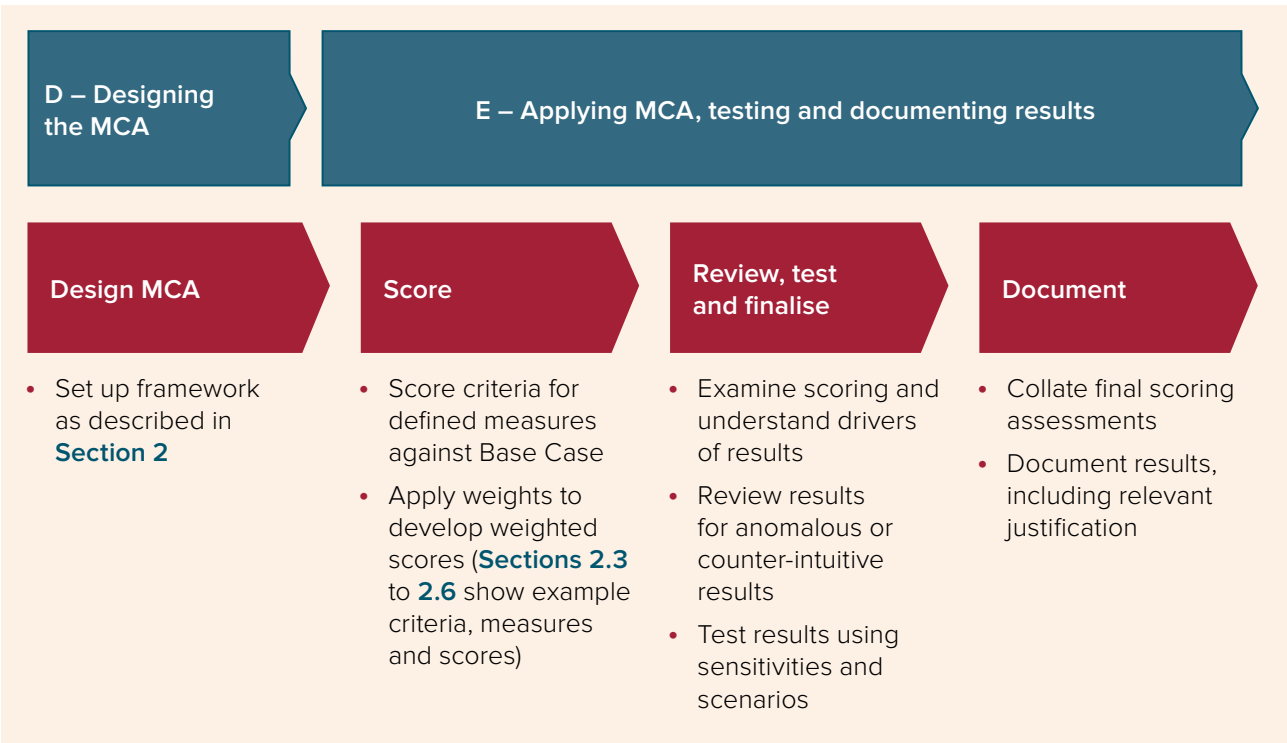 D – Designing
the MCA
E – Applying MCA, testing and documenting results
Design MCA
Score
Review, test
and finalise
Document
• Set up framework
as described in
Section 2
• Score criteria for
defined measures
against Base Case
• Apply weights to
develop weighted
scores (Sections 2.3
to 2.6 show example
criteria, measures
and scores)
• Examine scoring and
understand drivers
of results
• Review results
for anomalous or
counter-intuitive
results
• Test results using
sensitivities and
scenarios
• Collate final scoring
assessments
• Document results,
including relevant
justification